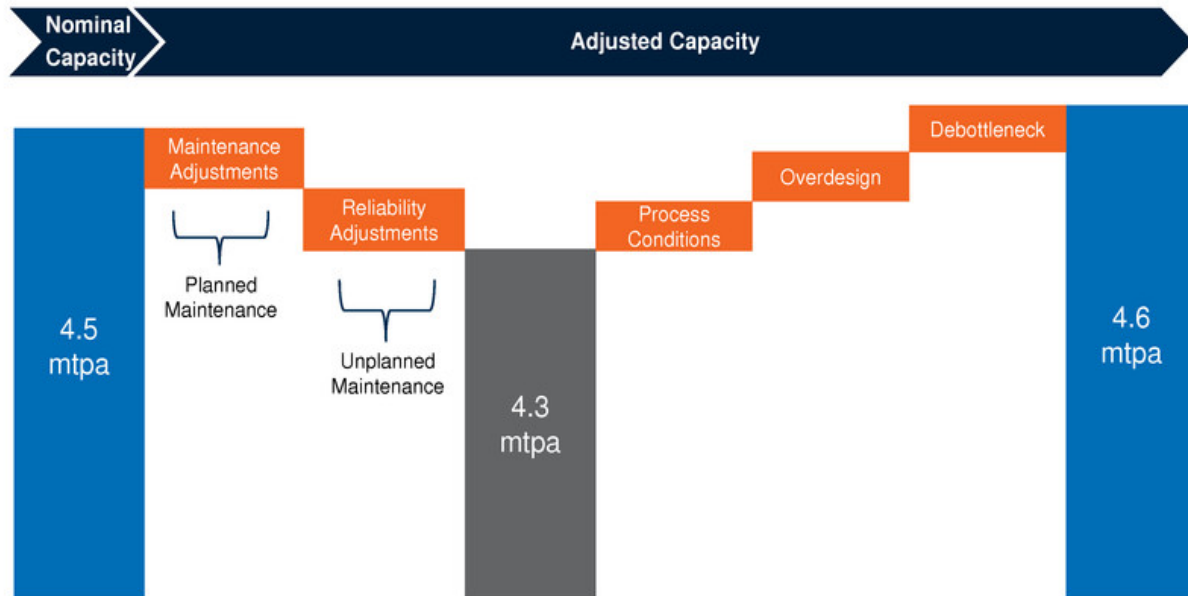 Nominal
Capacity
Adjusted Capacity
Maintenance
Adjustments
Planned
Maintenance
Reliability
Adjustments
Unplanned
Maintenance
Process
Conditions
Overdesign
Debottleneck
4.5
mtpa
4.3
mtpa
4.6
mtpa